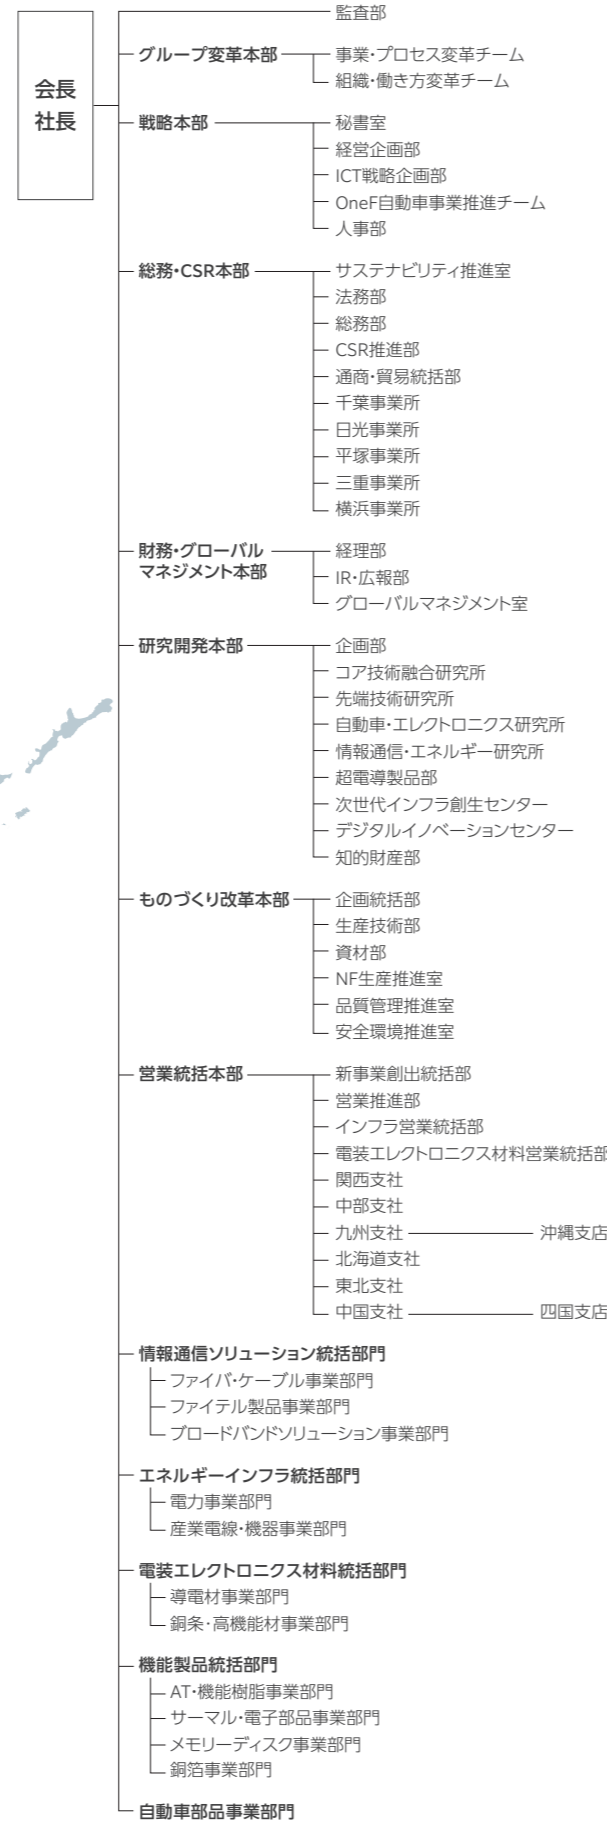 会長
社長
監査部
グループ変革本部
事業・プロセス変革チーム
組織・働き方変革チーム
戦略本部
秘書室
経営企画部
ICT戦略企画部
OneF自動車事業推進チーム
人事部
総務・CSR本部
サステナビリティ推進室
法務部
総務部
CSR推進部
通商・貿易統括部
千葉事業所
日光事業所
平塚事業所
三重事業所
横浜事業所
財務・グローバル
マネジメント本部
経理部
IR・広報部
グローバルマネジメント室
研究開発本部
企画部
コア技術融合研究所
先端技術研究所
自動車・エレクトロニクス研究所
情報通信・エネルギー研究所
超電導製品部
次世代インフラ創生センター
デジタルイノベーションセンター
知的財産部
ものづくり改革本部
企画統括部
生産技術部
資材部
NF生産推進室
品質管理推進室
安全環境推進室
営業統括本部
新事業創出統括部
営業推進部
インフラ営業統括部
電装エレクトロニクス材料営業統括部
関西支社
中部支社
九州支社 沖縄支店
北海道支社
東北支社
中国支社 四国支店
情報通信ソリューション統括部門
ファイバ・ケーブル事業部門
ファイテル製品事業部門
ブロードバンドソリューション事業部門
エネルギーインフラ統括部門
電力事業部門
産業電線・機器事業部門
電装エレクトロニクス材料統括部門
導電材事業部門
銅条・高機能材事業部門
機能製品統括部門
AT・機能樹脂事業部門
サーマル・電子部品事業部門
メモリーディスク事業部門
銅箔事業部門
自動車部品事業部門